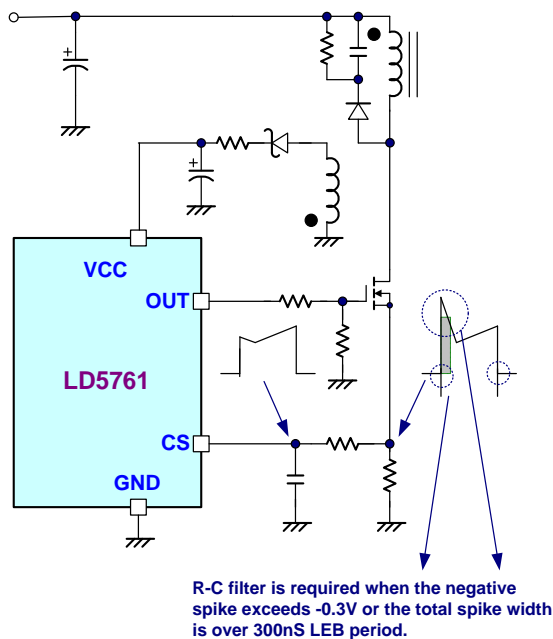 +
+
VCC
OUT
LD5761
CS
GND
R-C filter is required when the negative
spike exceeds -0.3V or the total spike width
is over 300nS LEB period.